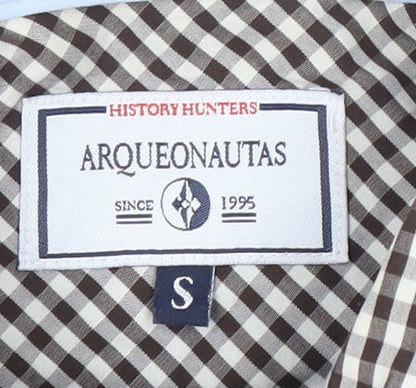 HISTORY HUNTERS
ARQUEONAUTAS
SINCE 1995
S